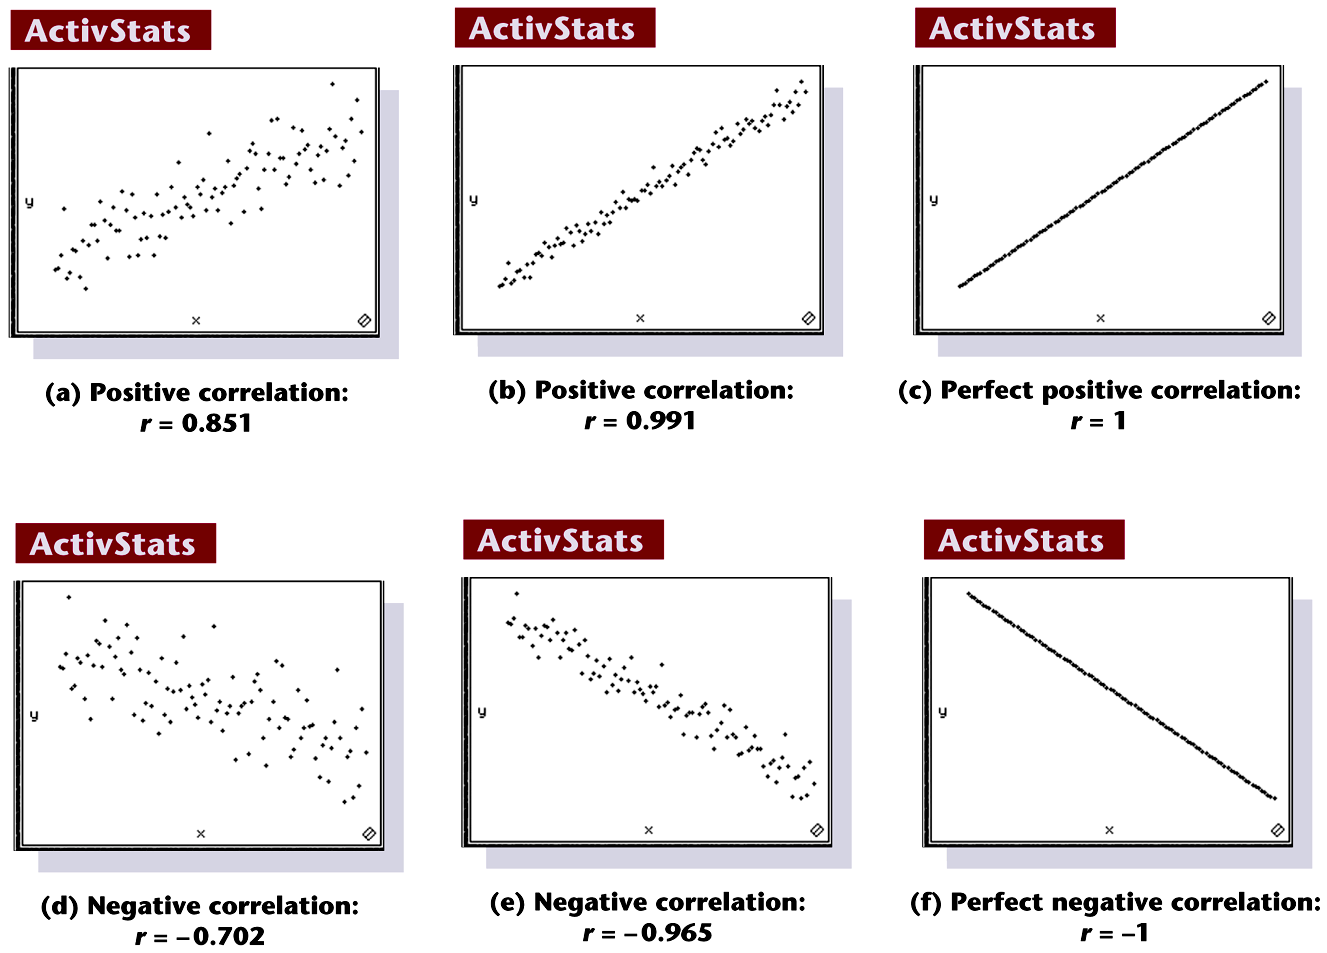 ActivStats
ActivStats
ActivStats
y
x
y
x
y
x
(a) Positive correlation:
r = 0.851
(b) Positive correlation:
r = 0.991
(c) Perfect positive correlation:
r = 1
ActivStats
ActivStats
ActivStats
y
x
y
x
y
x
(d) Negative correlation:
r = –0.702
(e) Negative correlation:
r = –0.965
(f) Perfect negative correlation:
r = –1